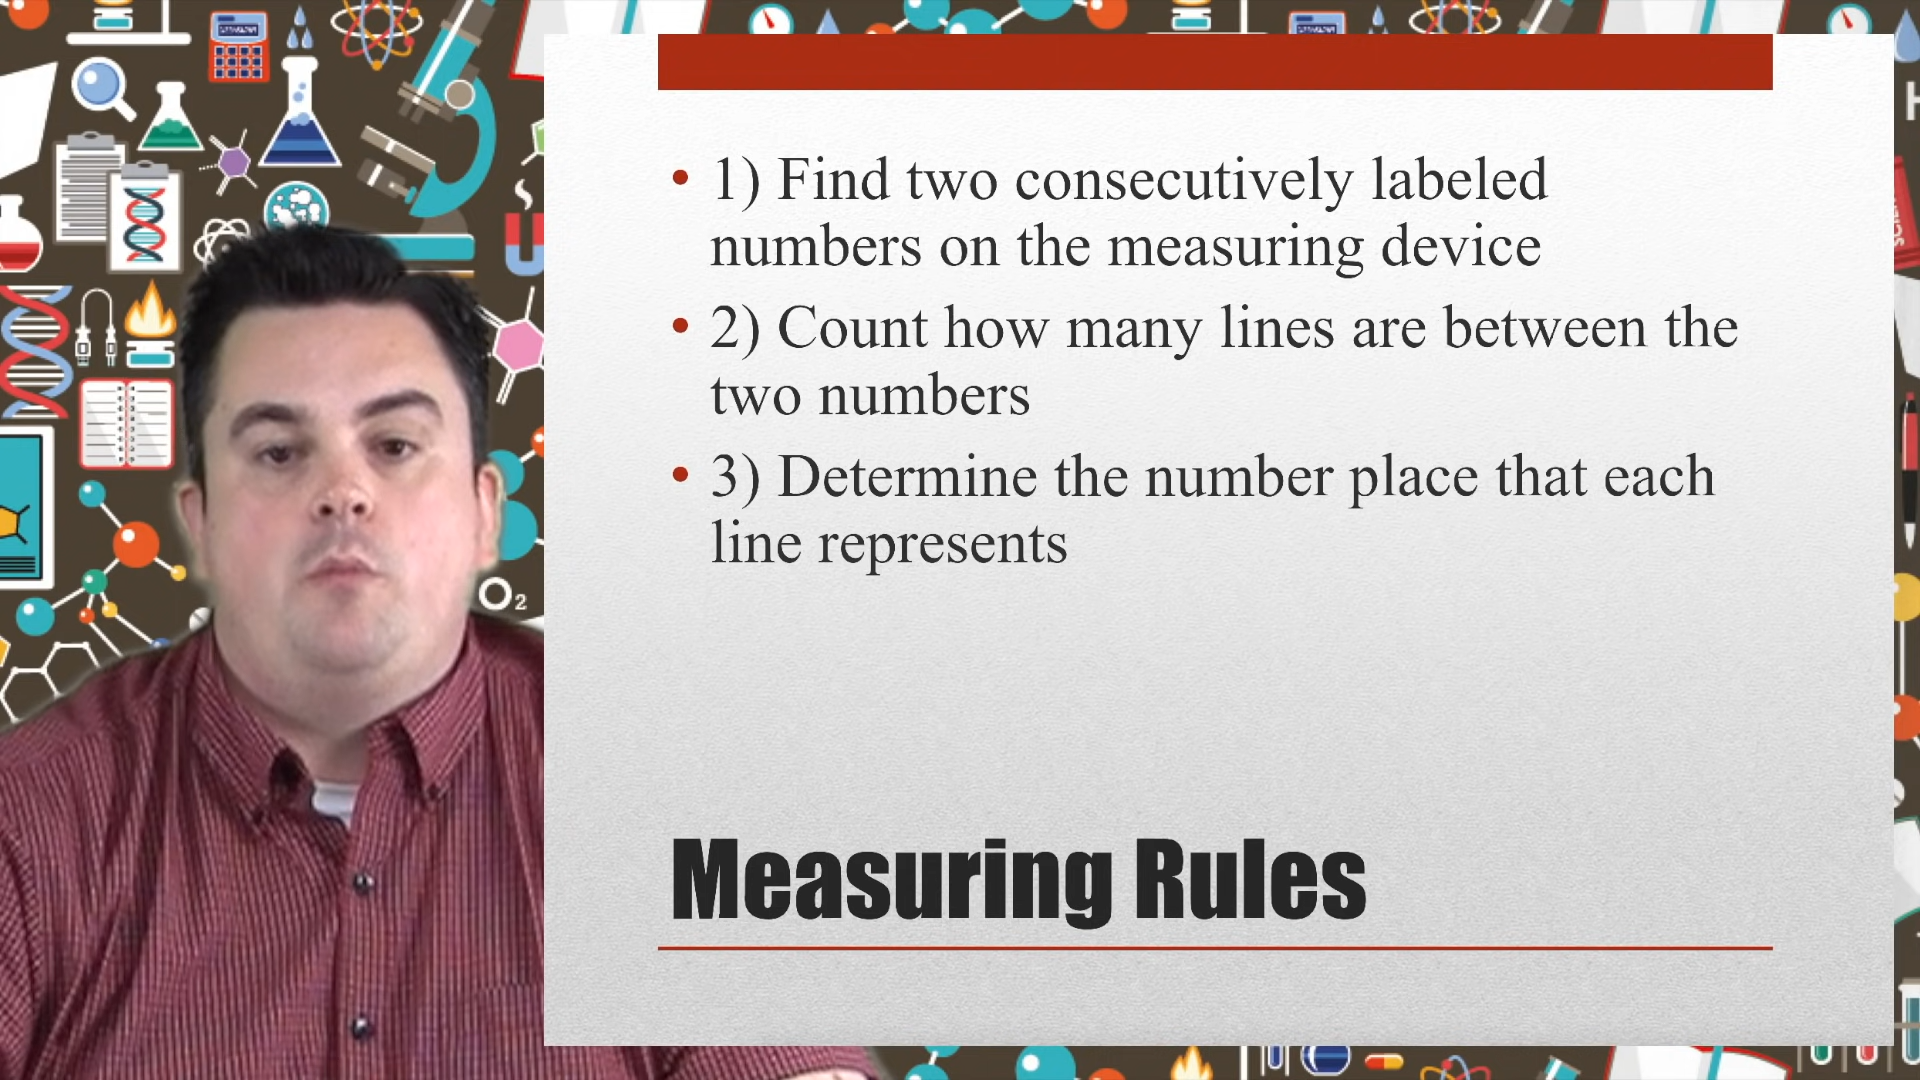 • 1) Find two consecutively labeled
numbers on the measuring device
• 2) Count how many lines are between the
two numbers
• 3) Determine the number place that each
line represents
Measuring Rules
O2